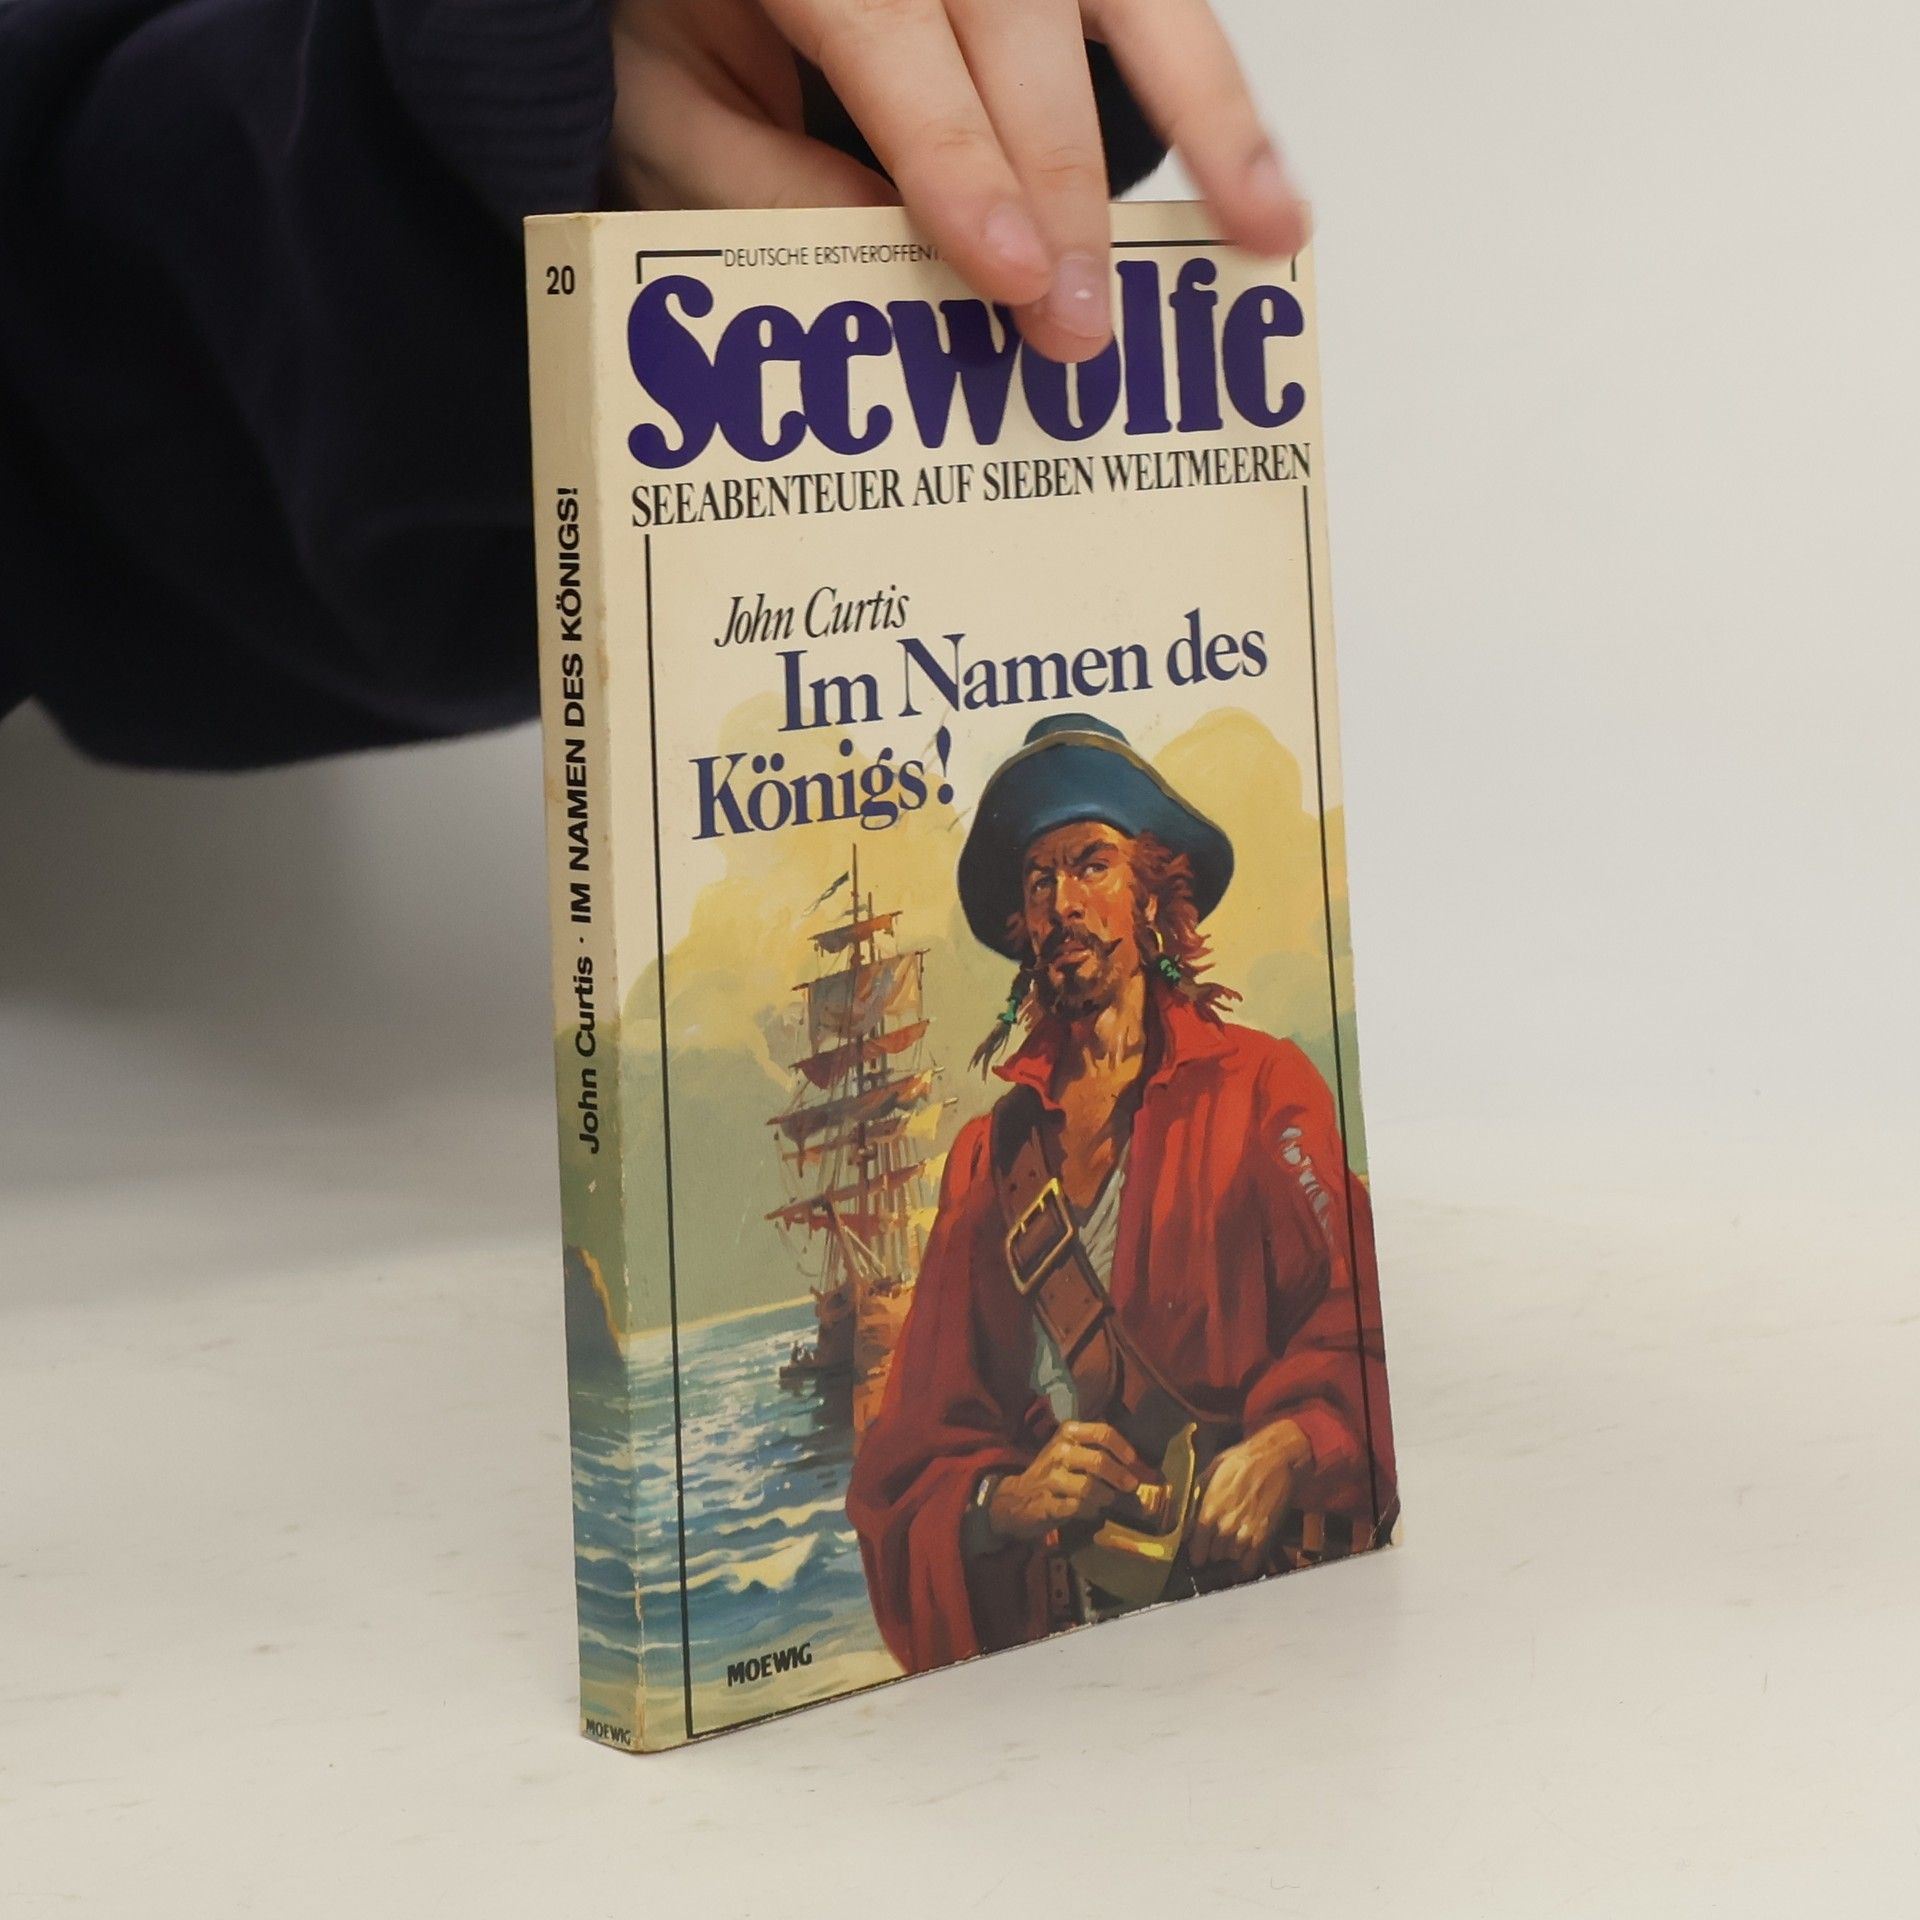 20
John Curtis · IM NAMEN DES KÖNIGS!
MOEWIG
DEUTSCHE
Seewölfe
SEEABENTEUER AUF SIEBEN WELTMEEREN
John Curtis
Im Namen des
Königs!
MOEWIG